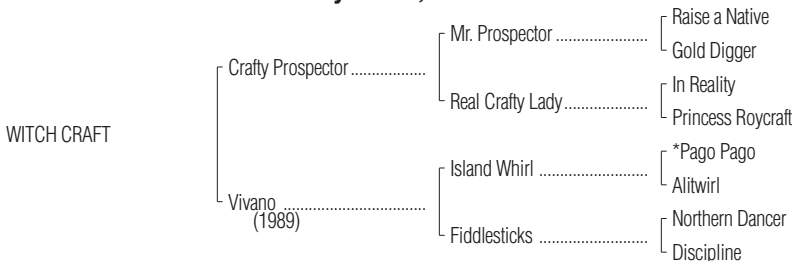 Raise a Native
Mr. Prospector ......................
Gold Digger
Crafty Prospector ..................
In Reality
Real Crafty Lady ....................
Princess Roycraft
WITCH CRAFT
*Pago Pago
Island Whirl ..........................
Alitwirl
Vivano ..................................
(1989)
Northern Dancer
Fiddlesticks ..........................
Discipline